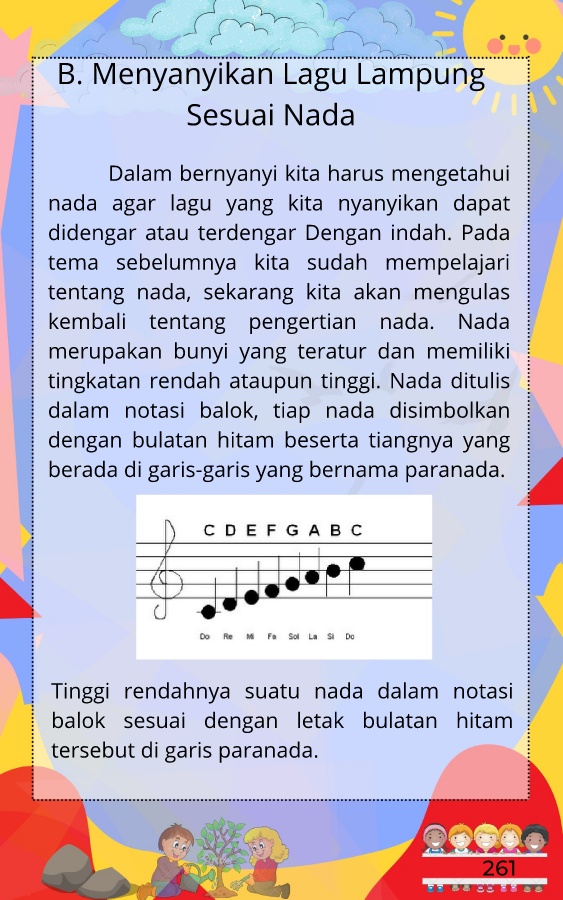 B. Menyanyikan Lagu Lampung
Sesuai Nada
Dalam bernyanyi kita harus mengetahui
nada agar lagu yang kita nyanyikan dapat
didengar atau terdengar Dengan indah. Pada
tema sebelumnya kita sudah mempelajari
tentang nada, sekarang kita akan mengulas
kembali tentang pengertian nada. Nada
merupakan bunyi yang teratur dan memiliki
tingkatan rendah ataupun tinggi. Nada ditulis
dalam notasi balok, tiap nada disimbolkan
dengan bulatan hitam beserta tiangnya yang
berada di garis-garis yang bernama paranada.
C D E F G A B C
Do Re Mi Fa Sol La Si Do
Tinggi rendahnya suatu nada dalam notasi
balok sesuai dengan letak bulatan hitam
tersebut di garis paranada.
261